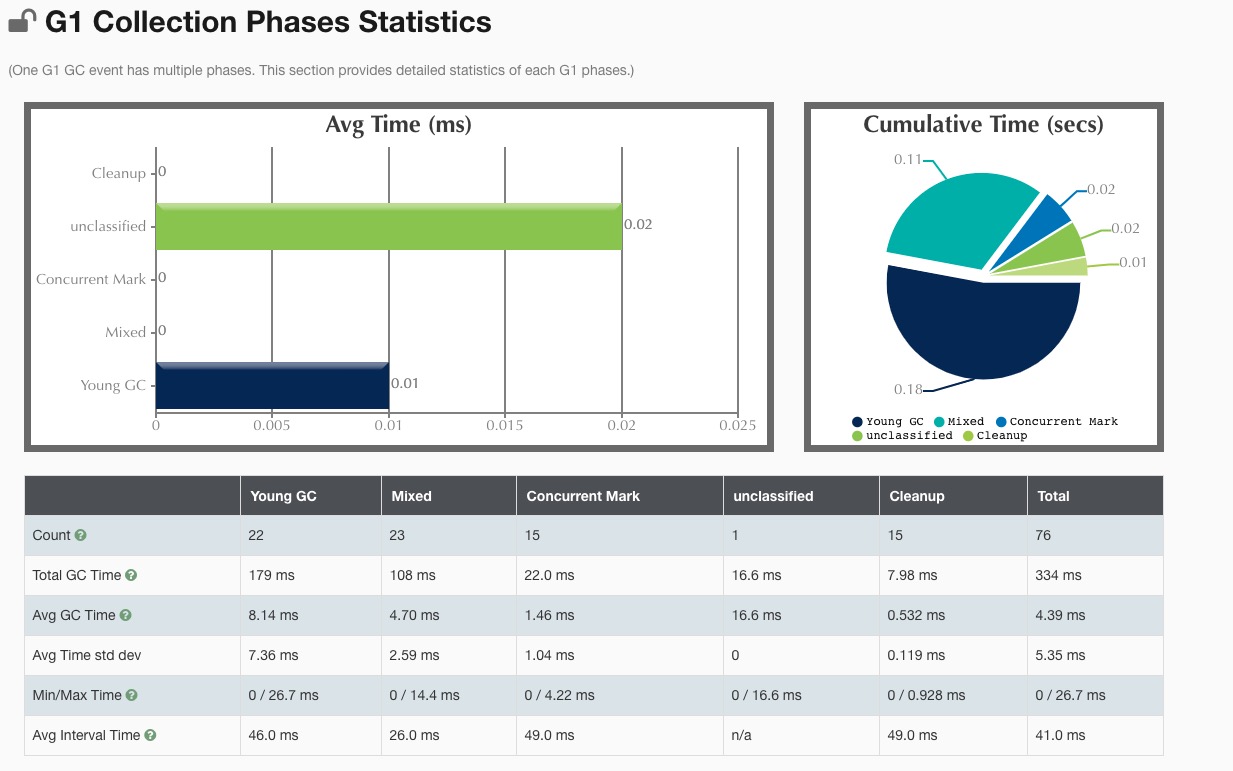 G1 Collection Phases Statistics
(One G1 GC event has multiple phases. This section provides detailed statistics of each G1 phases.)
Avg Time (ms)
Cleanup 0
unclassified 0.02
Concurrent Mark 0
Mixed 0
Young GC 0.01
0 0.005 0.01 0.015 0.02 0.025
Cumulative Time (secs)
0.11
0.02
0.02
0.01
0.18
Young GC Mixed Concurrent Mark
unclassified Cleanup
Young GC Mixed Concurrent Mark unclassified Cleanup Total
Count ? 22 23 15 1 15 76
Total GC Time ? 179 ms 108 ms 22.0 ms 16.6 ms 7.98 ms 334 ms
Avg GC Time ? 8.14 ms 4.70 ms 1.46 ms 16.6 ms 0.532 ms 4.39 ms
Avg Time std dev 7.36 ms 2.59 ms 1.04 ms 0 0.119 ms 5.35 ms
Min/Max Time ? 0 / 26.7 ms 0 / 14.4 ms 0 / 4.22 ms 0 / 16.6 ms 0 / 0.928 ms 0 / 26.7 ms
Avg Interval Time ? 46.0 ms 26.0 ms 49.0 ms n/a 49.0 ms 41.0 ms